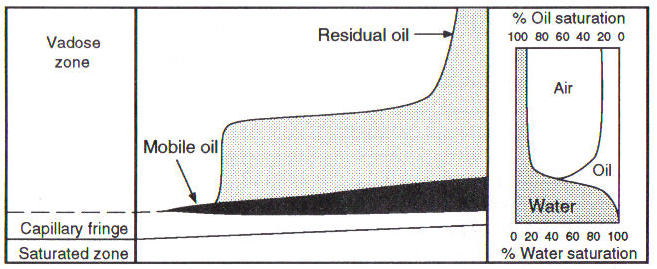 Vadose
zone
Residual oil
Mobile oil
Capillary fringe
Saturated zone
% Oil saturation
100 80 60 40 20 0
Air
Oil
Water
0 20 40 60 80 100
% Water saturation